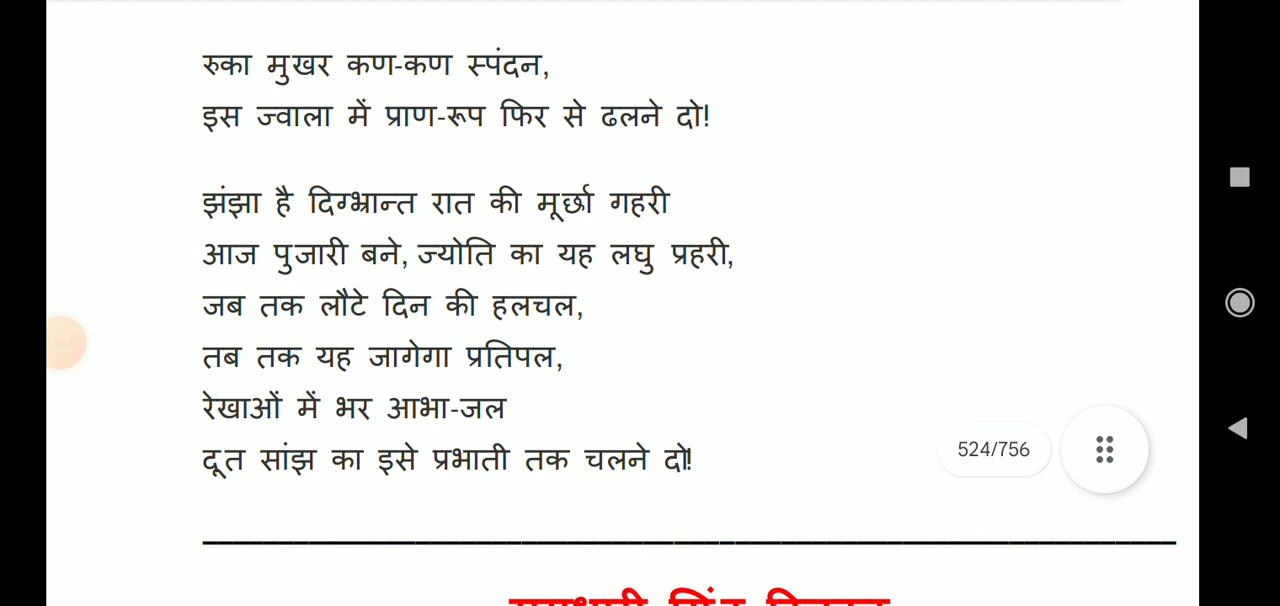 रुका मुखर कण-कण स्पंदन,
इस ज्वाला में प्राण-रूप फिर से ढलने दो!
झंझा है दिग्भ्रान्त रात की मूर्छा गहरी
आज पुजारी बने, ज्योति का यह लघु प्रहरी,
जब तक लौटे दिन की हलचल,
तब तक यह जागेगा प्रतिपल,
रेखाओं में भर आभा-जल
दूत सांझ का इसे प्रभाती तक चलने दो!
524/756